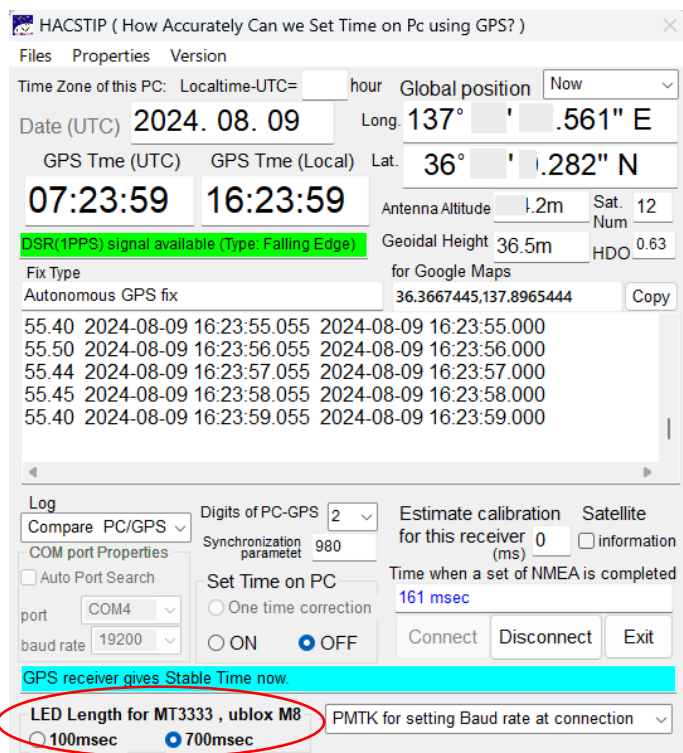 HACSTIP ( How Accurately Can we Set Time on Pc using GPS? )
Files Properties Version
Time Zone of this PC: Localtime-UTC= hour
Global position Now
Date (UTC) 2024. 08. 09
Long. 137° ' .561" E
GPS Tme (UTC) GPS Tme (Local)
Lat. 36° ' .282" N
07:23:59 16:23:59
Antenna Altitude .2m
Sat. Num 12
DSR(1PPS) signal available (Type: Falling Edge)
Geoidal Height 36.5m
HDO 0.63
Fix Type
Autonomous GPS fix
for Google Maps
36.3667445,137.8965444 Copy
55.40 2024-08-09 16:23:55.055 2024-08-09 16:23:55.000
55.50 2024-08-09 16:23:56.055 2024-08-09 16:23:56.000
55.44 2024-08-09 16:23:57.055 2024-08-09 16:23:57.000
55.45 2024-08-09 16:23:58.055 2024-08-09 16:23:58.000
55.40 2024-08-09 16:23:59.055 2024-08-09 16:23:59.000
Log
Compare PC/GPS
Digits of PC-GPS 2
Synchronization
parametet 980
Estimate calibration
for this receiver 0
(ms)
Satellite
information
COM port Properties
Auto Port Search
port COM4
baud rate 19200
Set Time on PC
One time correction
ON OFF
Time when a set of NMEA is completed
161 msec
Connect Disconnect Exit
GPS receiver gives Stable Time now.
LED Length for MT3333 , ublox M8
100msec 700msec
PMTK for setting Baud rate at connection